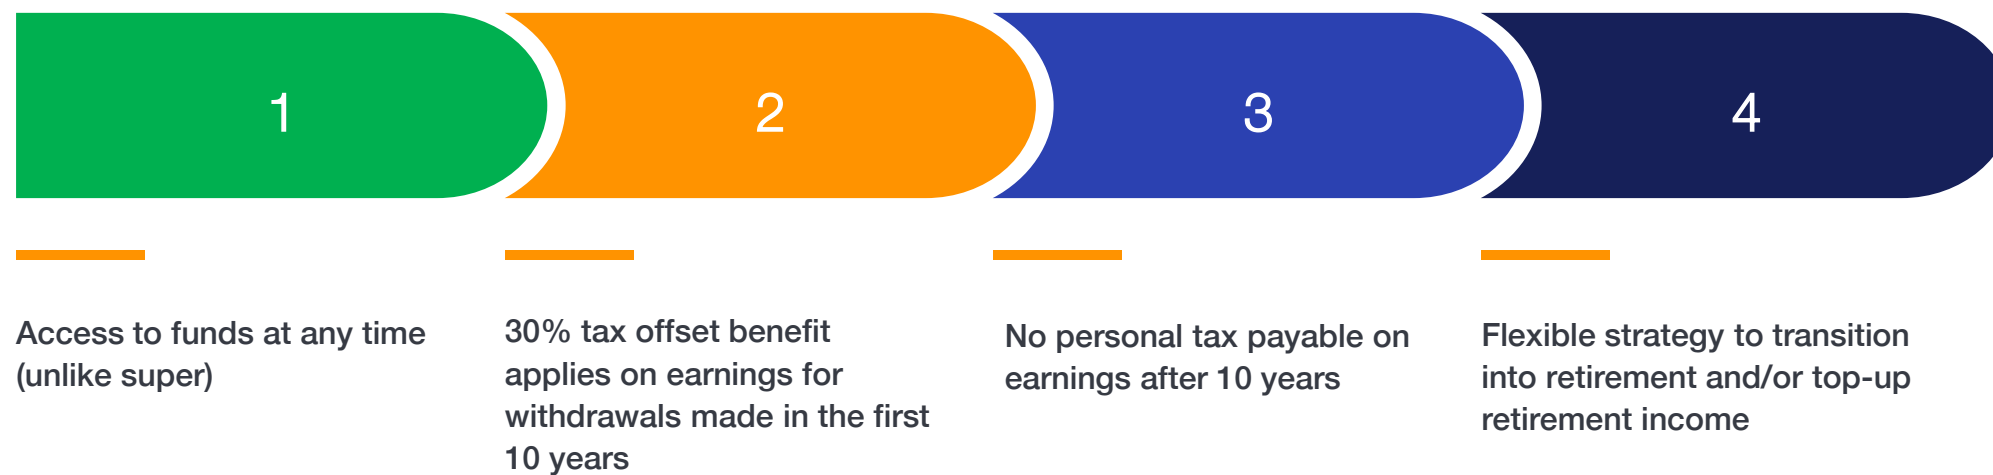 1
2
3
4
Access to funds at any time
(unlike super)
30% tax offset benefit
applies on earnings for
withdrawals made in the first
10 years
No personal tax payable on
earnings after 10 years
Flexible strategy to transition
into retirement and/or top-up
retirement income